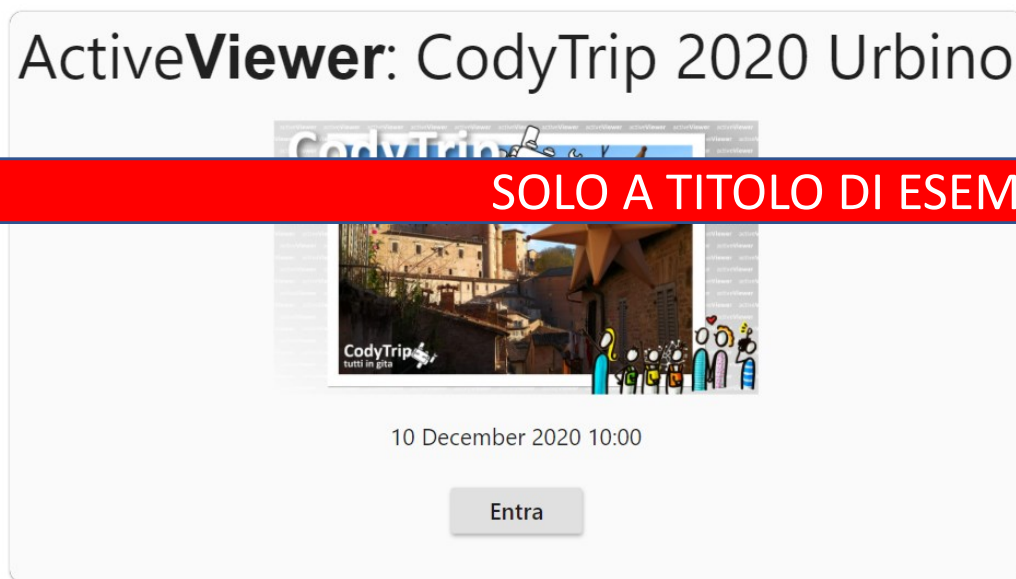 ActiveViewer: CodyTrip 2020 Urbino
CodyTrip
SOLO A TITOLO DI ESEM
CodyTrip
tutti in gita
10 December 2020 10:00
Entra